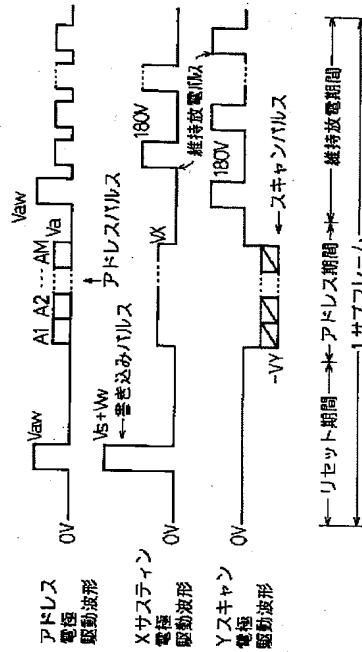 アドレス
電極
駆動波形
0V
Vaw
A1 A2 ････ AM
Va
Vaw
アドレスパルス
Xサスティン
電極
駆動波形
0V
Vs+Vw
書き込みパルス
VX
180V
維持放電パルス
Yスキャン
電極
駆動波形
0V
-VY
スキャンパルス
180V
リセット期間
アドレス期間
維持放電期間
1サブフレーム